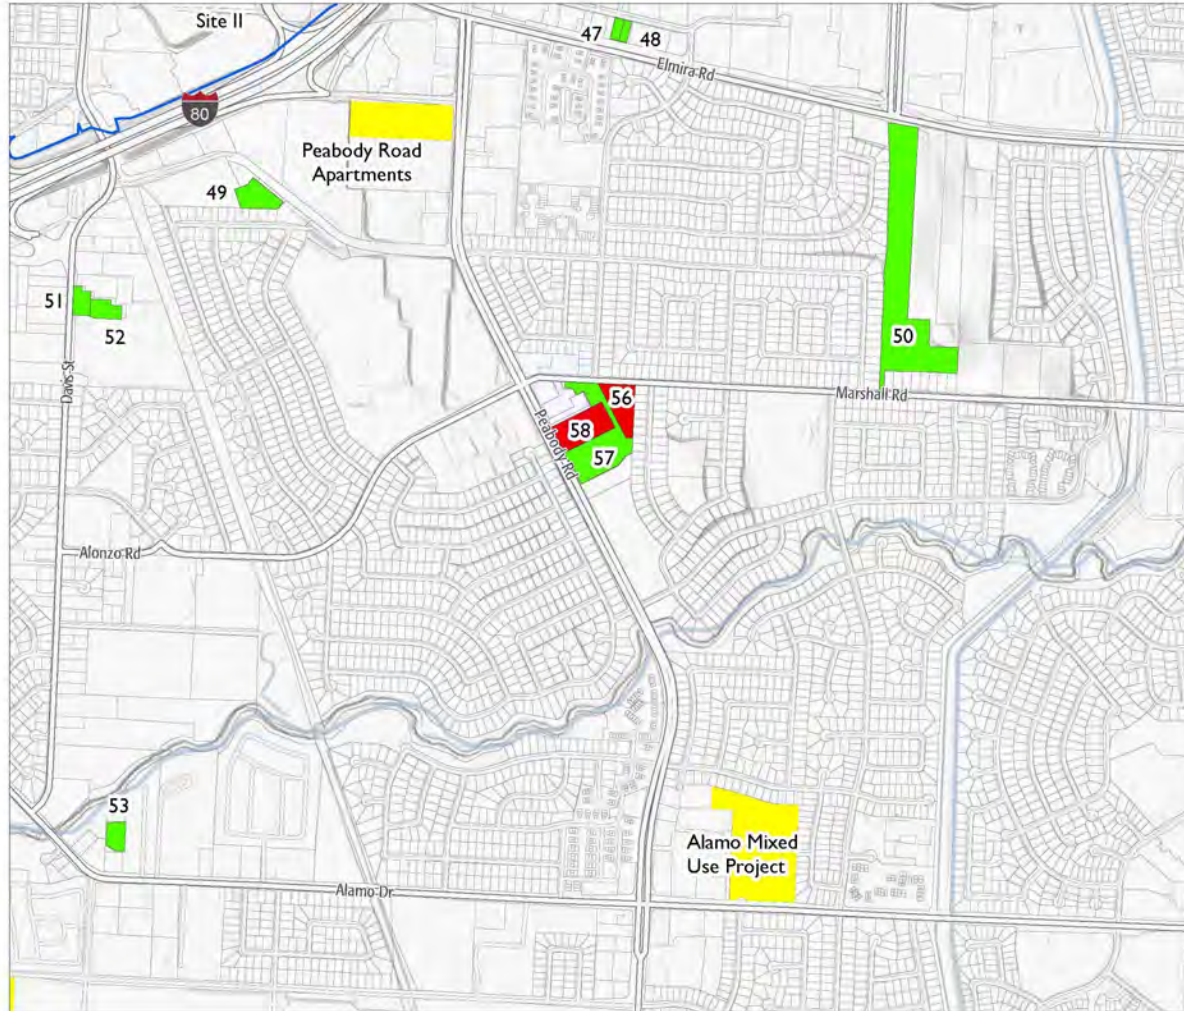 Site II
47
48
Elmira Rd
80
Peabody Road
Apartments
49
51
52
50
Davis St
56
Marshall Rd
58
57
Peabody Rd
Alonzo Rd
53
Alamo Mixed
Use Project
Alamo Dr